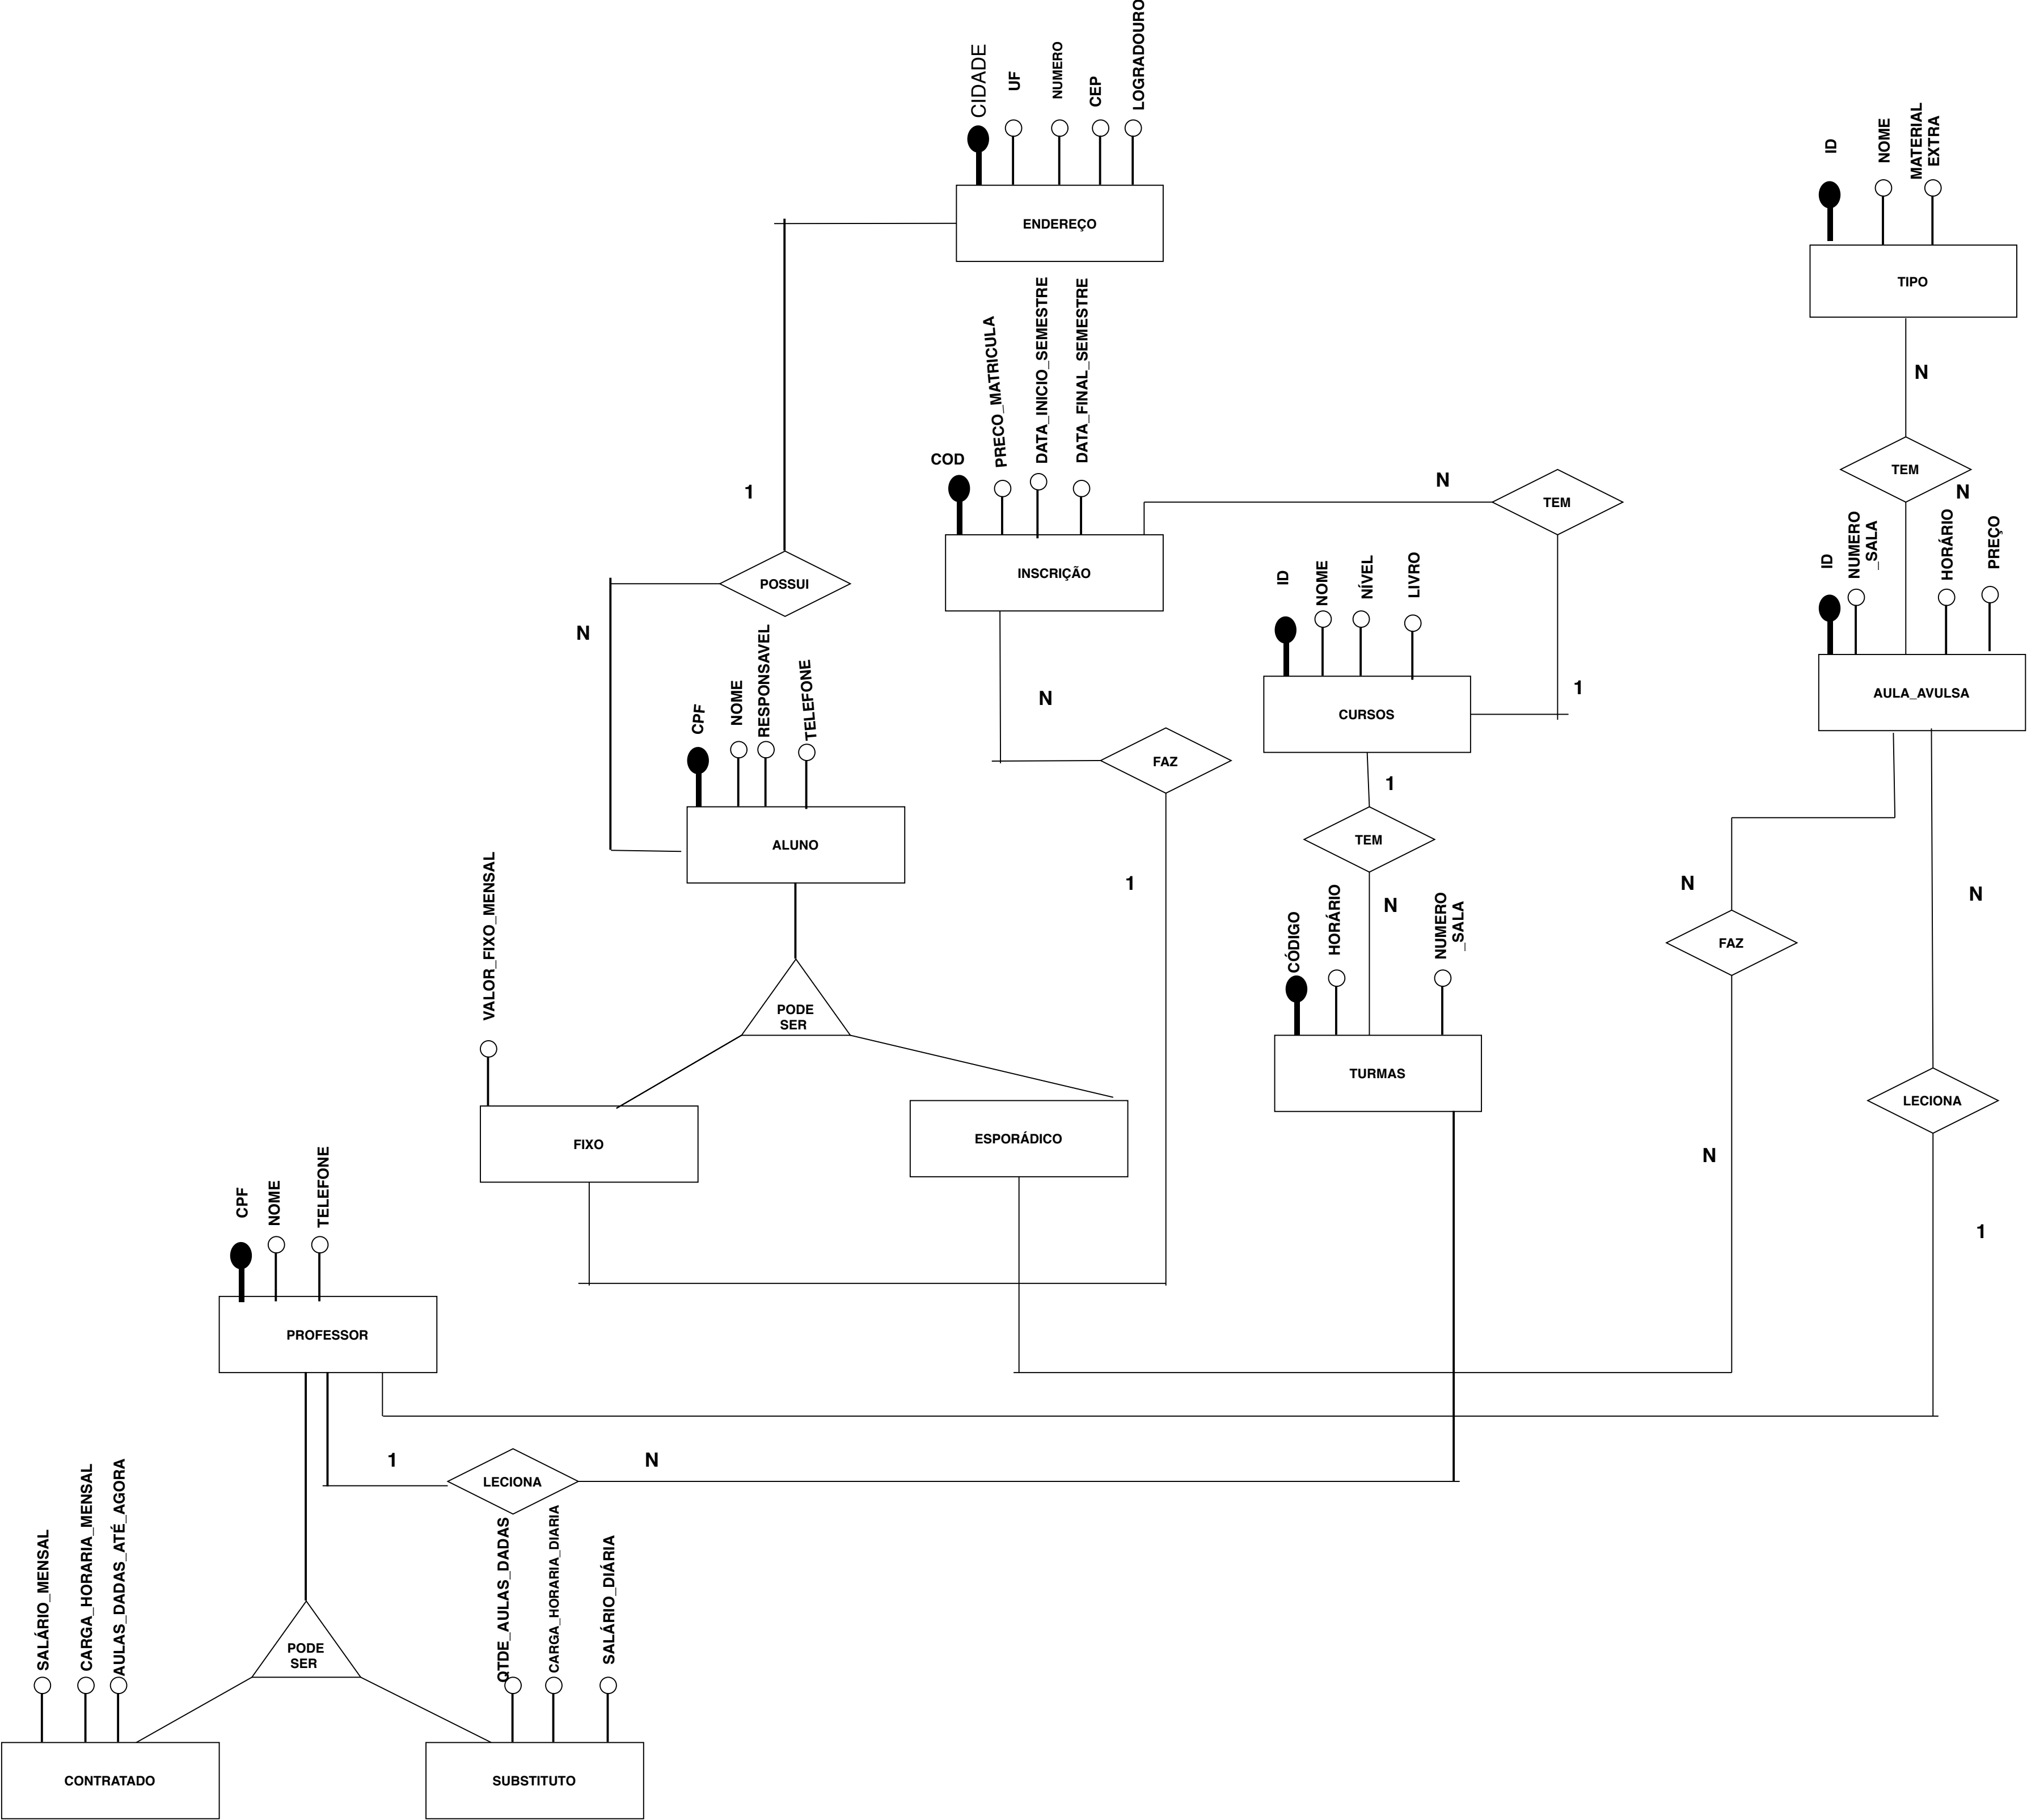 CIDADE
UF
NUMERO
CEP
LOGRADOURO
ENDEREÇO
ID
NOME
MATERIAL
EXTRA
TIPO
N
TEM
N
COD
PRECO_MATRICULA
DATA_INICIO_SEMESTRE
DATA_FINAL_SEMESTRE
INSCRIÇÃO
N
TEM
1
1
POSSUI
N
ID
NOME
NÍVEL
LIVRO
CURSOS
ID
NUMERO
_SALA
HORÁRIO
PREÇO
AULA_AVULSA
CPF
NOME
RESPONSAVEL
TELEFONE
ALUNO
N
FAZ
1
1
TEM
N
CÓDIGO
HORÁRIO
NUMERO
_SALA
TURMAS
N
FAZ
N
N
LECIONA
1
PODE
SER
VALOR_FIXO_MENSAL
FIXO
ESPORÁDICO
CPF
NOME
TELEFONE
PROFESSOR
1
LECIONA
N
PODE
SER
SALÁRIO_MENSAL
CARGA_HORARIA_MENSAL
AULAS_DADAS_ATÉ_AGORA
CONTRATADO
QTDE_AULAS_DADAS
CARGA_HORARIA_DIARIA
SALÁRIO_DIÁRIA
SUBSTITUTO